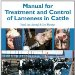 Manual for
Treatment and Control
of Lameness in Cattle